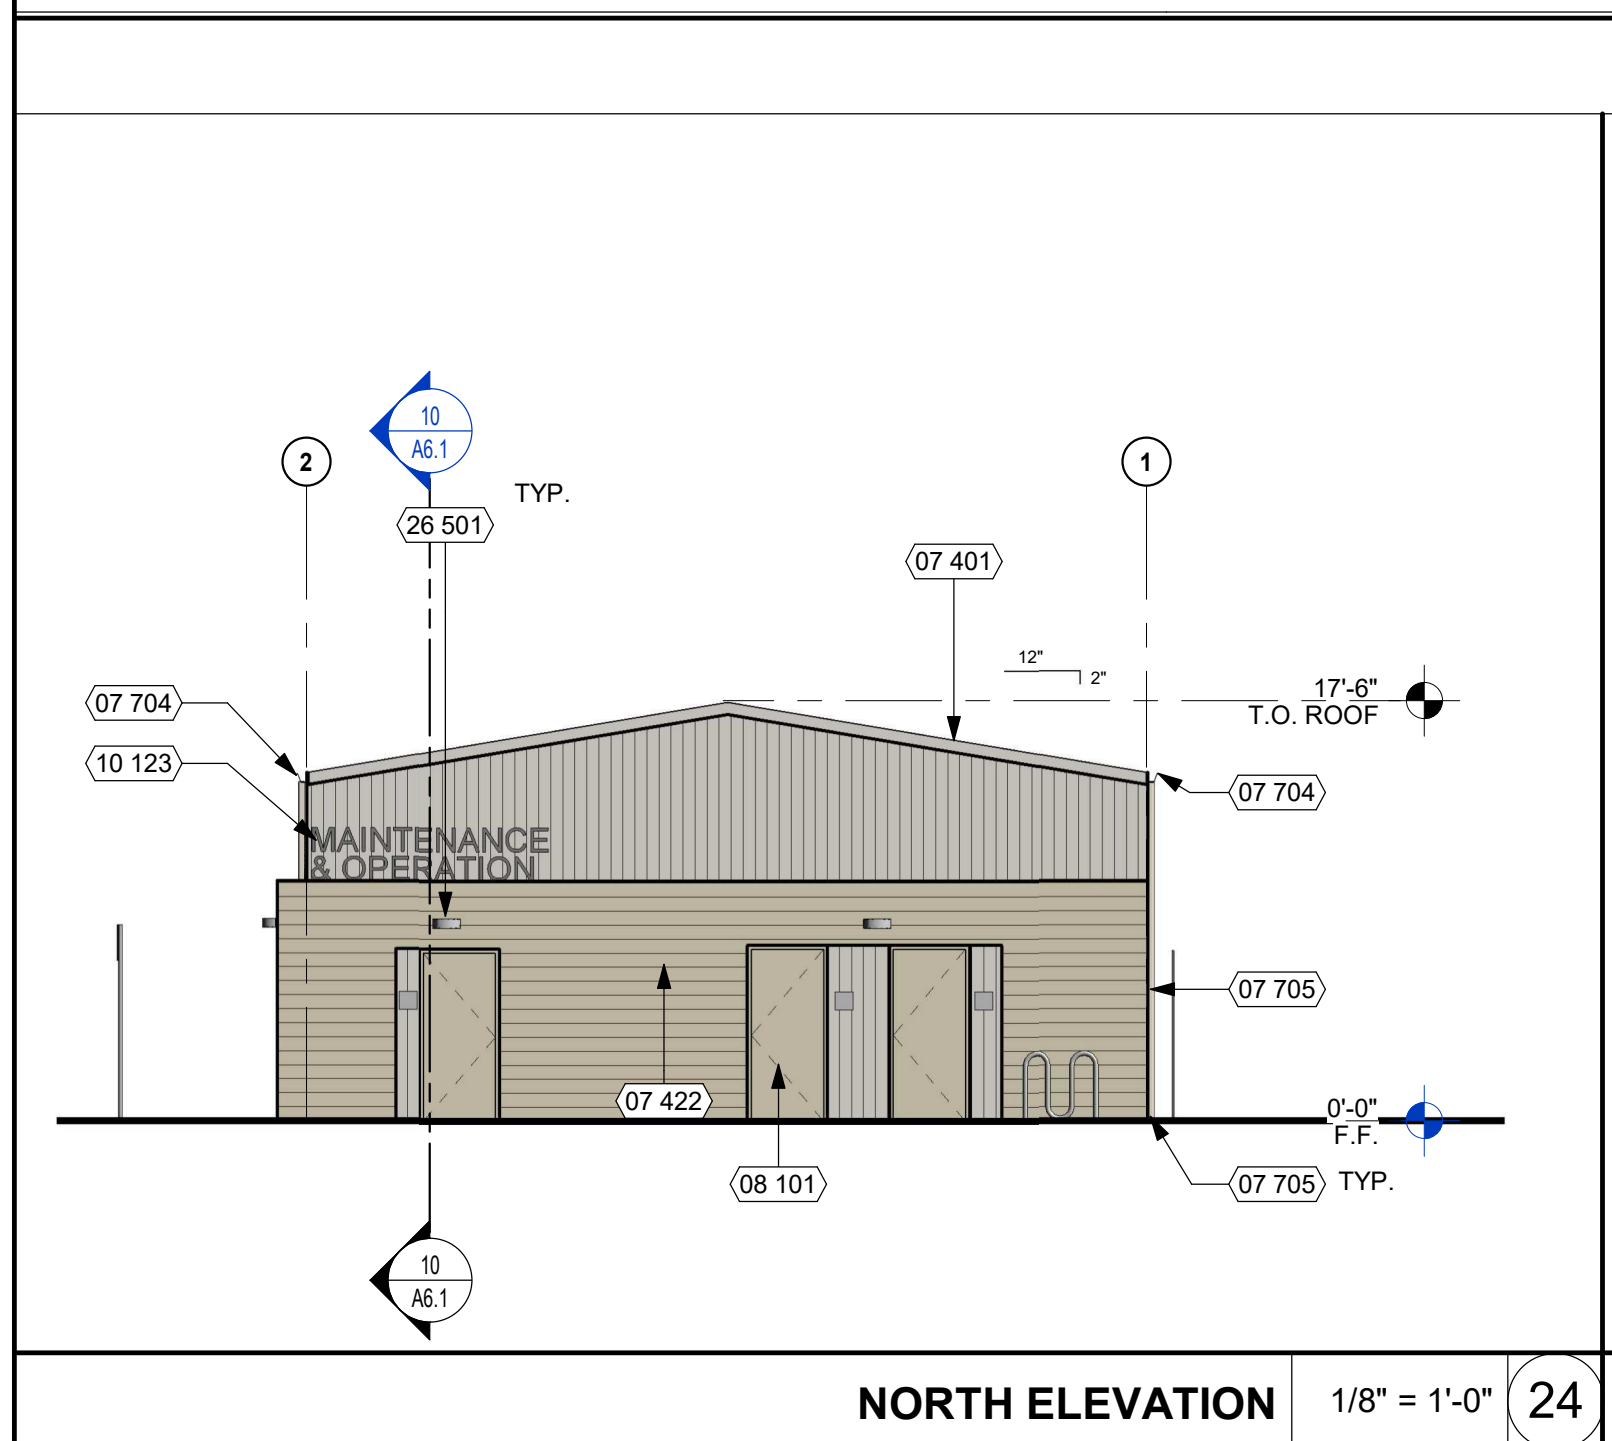 10
A6.1
2
1
TYP.
26 501
07 401
12"
2"
17'-6"
T.O. ROOF
07 704
10 123
07 704
MAINTENANCE
& OPERATION
07 705
07 422
0'-0"
F.F.
08 101
07 705 TYP.
10
A6.1
NORTH ELEVATION
1/8" = 1'-0"
24